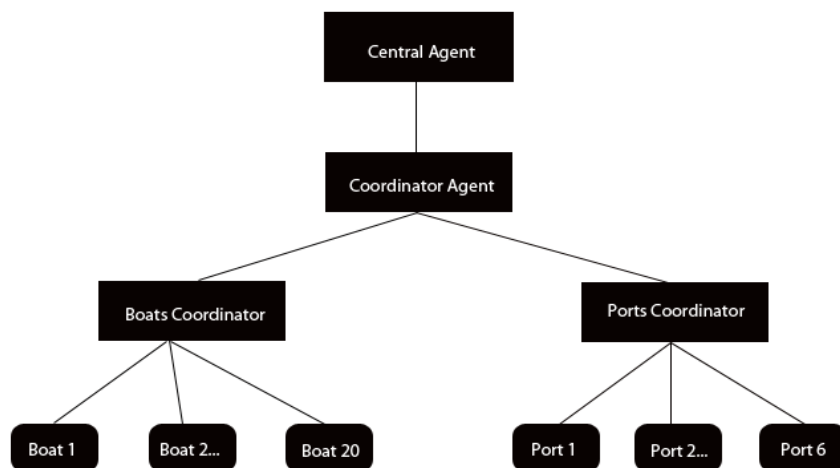 Central Agent
Coordinator Agent
Boats Coordinator
Ports Coordinator
Boat 1
Boat 2...
Boat 20
Port 1
Port 2...
Port 6